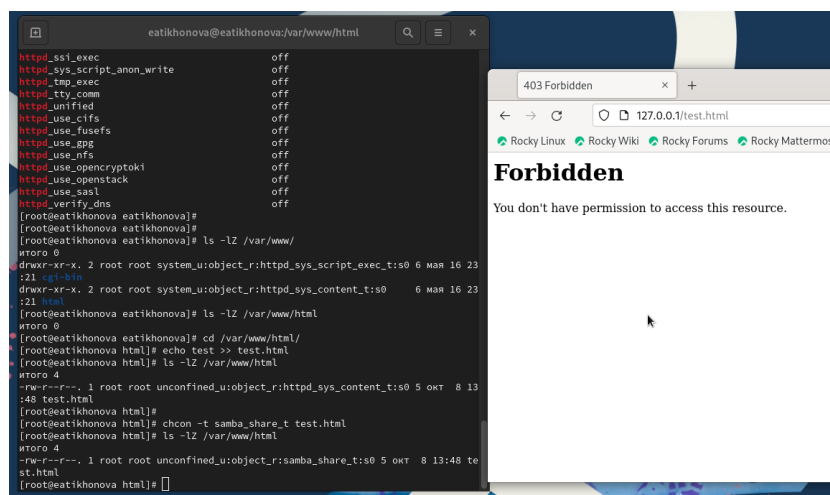 eatikhonova@eatikhonova:/var/www/html
httpd_ssi_exec off
httpd_sys_script_anon_write off
httpd_tmp_exec off
httpd_tty_comm off
httpd_unified off
httpd_use_cifs off
httpd_use_fusefs off
httpd_use_gpg off
httpd_use_nfs off
httpd_use_opencryptoki off
httpd_use_openstack off
httpd_use_sasl off
httpd_verify_dns off
[root@eatikhonova eatikhonova]#
[root@eatikhonova eatikhonova]#
[root@eatikhonova eatikhonova]# ls -lZ /var/www/
итого 0
drwxr-xr-x. 2 root root system_u:object_r:httpd_sys_script_exec_t:s0 6 мая 16 23
:21 cgi-bin
drwxr-xr-x. 2 root root system_u:object_r:httpd_sys_content_t:s0 6 мая 16 23
:21 html
[root@eatikhonova eatikhonova]# ls -lZ /var/www/html
итого 0
[root@eatikhonova eatikhonova]# cd /var/www/html/
[root@eatikhonova html]# echo test >> test.html
[root@eatikhonova html]# ls -lZ /var/www/html
итого 4
-rw-r--r--. 1 root root unconfined_u:object_r:httpd_sys_content_t:s0 5 окт 8 13
:48 test.html
[root@eatikhonova html]#
[root@eatikhonova html]# chcon -t samba_share_t test.html
[root@eatikhonova html]# ls -lZ /var/www/html
итого 4
-rw-r--r--. 1 root root unconfined_u:object_r:samba_share_t:s0 5 окт 8 13:48 te
st.html
[root@eatikhonova html]#
403 Forbidden
127.0.0.1/test.html
Rocky Linux Rocky Wiki Rocky Forums Rocky Mattermos
Forbidden
You don't have permission to access this resource.